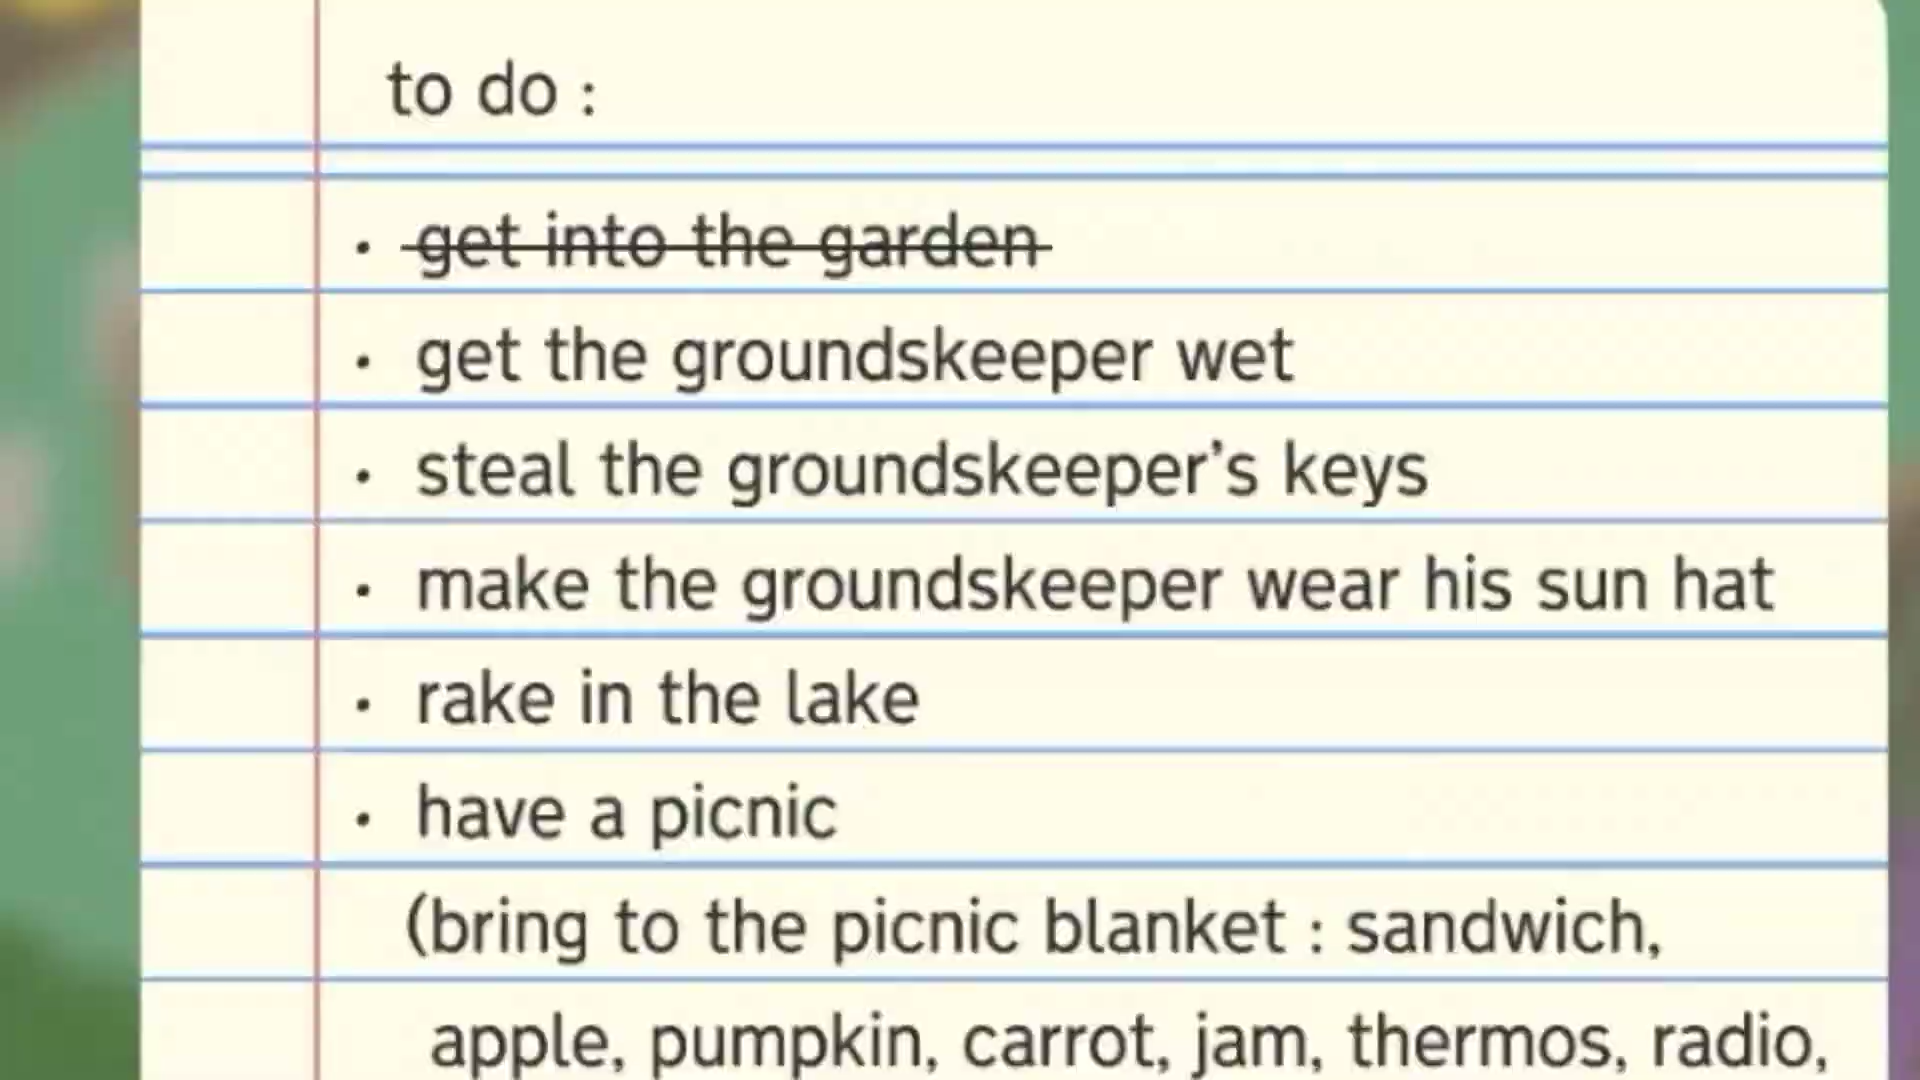 to do :
• get into the garden
• get the groundskeeper wet
• steal the groundskeeper's keys
• make the groundskeeper wear his sun hat
• rake in the lake
• have a picnic
(bring to the picnic blanket : sandwich,
apple, pumpkin, carrot, jam, thermos, radio,